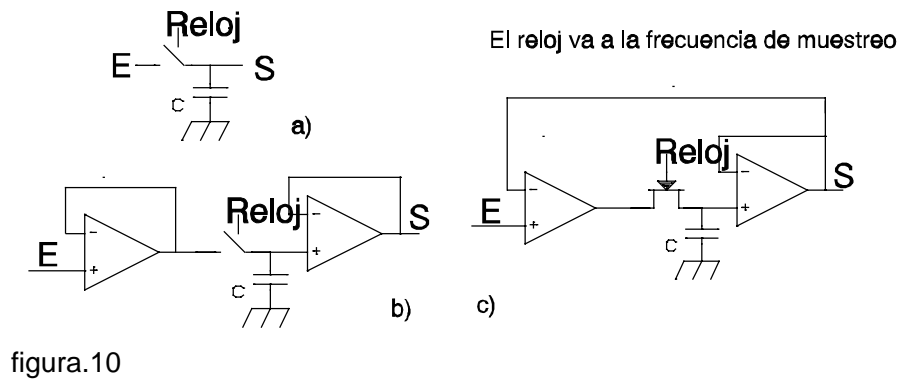 Reloj
E
S
C
a)
El reloj va a la frecuencia de muestreo
E
-
+
Reloj
C
-
+
S
b)
E
-
+
Reloj
C
-
+
S
c)
figura.10